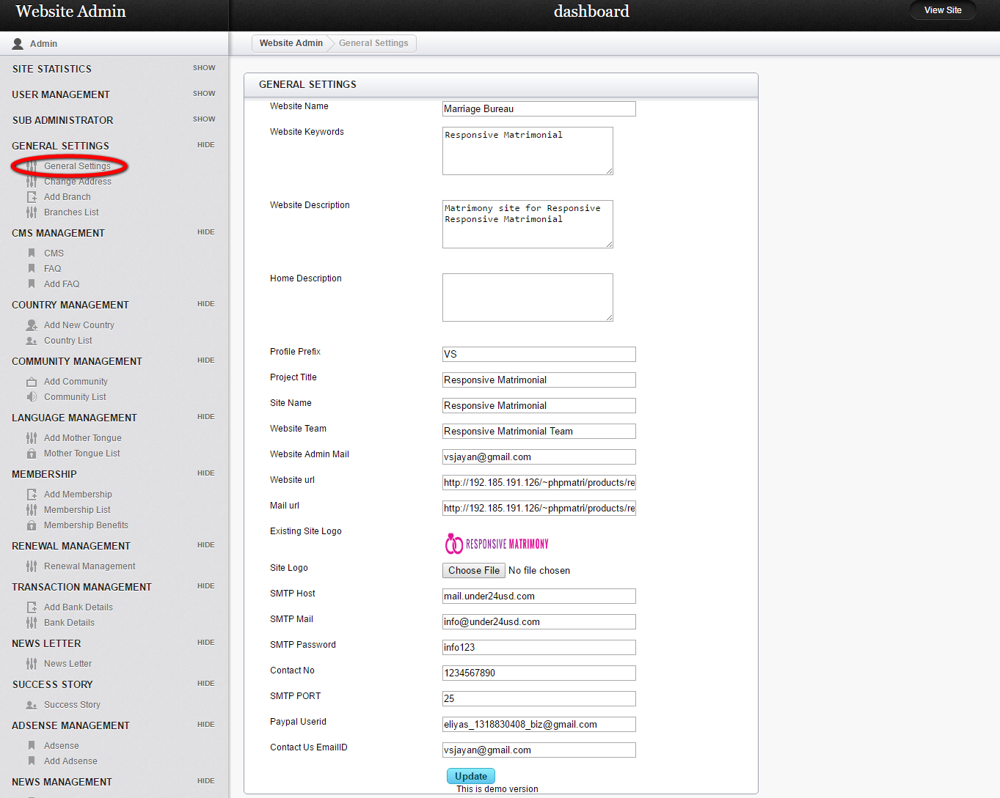 Website Admin
dashboard
View Site
Admin
Website Admin
General Settings
SITE STATISTICS
SHOW
USER MANAGEMENT
SHOW
SUB ADMINISTRATOR
SHOW
GENERAL SETTINGS
HIDE
General Settings
Change Address
Add Branch
Branches List
CMS MANAGEMENT
HIDE
CMS
FAQ
Add FAQ
COUNTRY MANAGEMENT
HIDE
Add New Country
Country List
COMMUNITY MANAGEMENT
HIDE
Add Community
Community List
LANGUAGE MANAGEMENT
HIDE
Add Mother Tongue
Mother Tongue List
MEMBERSHIP
HIDE
Add Membership
Membership List
Membership Benefits
RENEWAL MANAGEMENT
HIDE
Renewal Management
TRANSACTION MANAGEMENT
HIDE
Add Bank Details
Bank Details
NEWS LETTER
HIDE
News Letter
SUCCESS STORY
HIDE
Success Story
ADSENSE MANAGEMENT
HIDE
Adsense
Add Adsense
NEWS MANAGEMENT
HIDE
GENERAL SETTINGS
Website Name
Marriage Bureau
Website Keywords
Responsive Matrimonial
Website Description
Matrimony site for Responsive
Responsive Matrimonial
Home Description
Profile Prefix
VS
Project Title
Responsive Matrimonial
Site Name
Responsive Matrimonial
Website Team
Responsive Matrimonial Team
Website Admin Mail
vsjayan@gmail.com
Website url
http://192.185.191.126/~phpmatri/products/re
Mail url
http://192.185.191.126/~phpmatri/products/re
Existing Site Logo
RESPONSIVE MATRIMONY
Site Logo
Choose File No file chosen
SMTP Host
mail.under24usd.com
SMTP Mail
info@under24usd.com
SMTP Password
info123
Contact No
1234567890
SMTP PORT
25
Paypal Userid
eliyas_1318830408_biz@gmail.com
Contact Us EmailID
vsjayan@gmail.com
Update
This is demo version